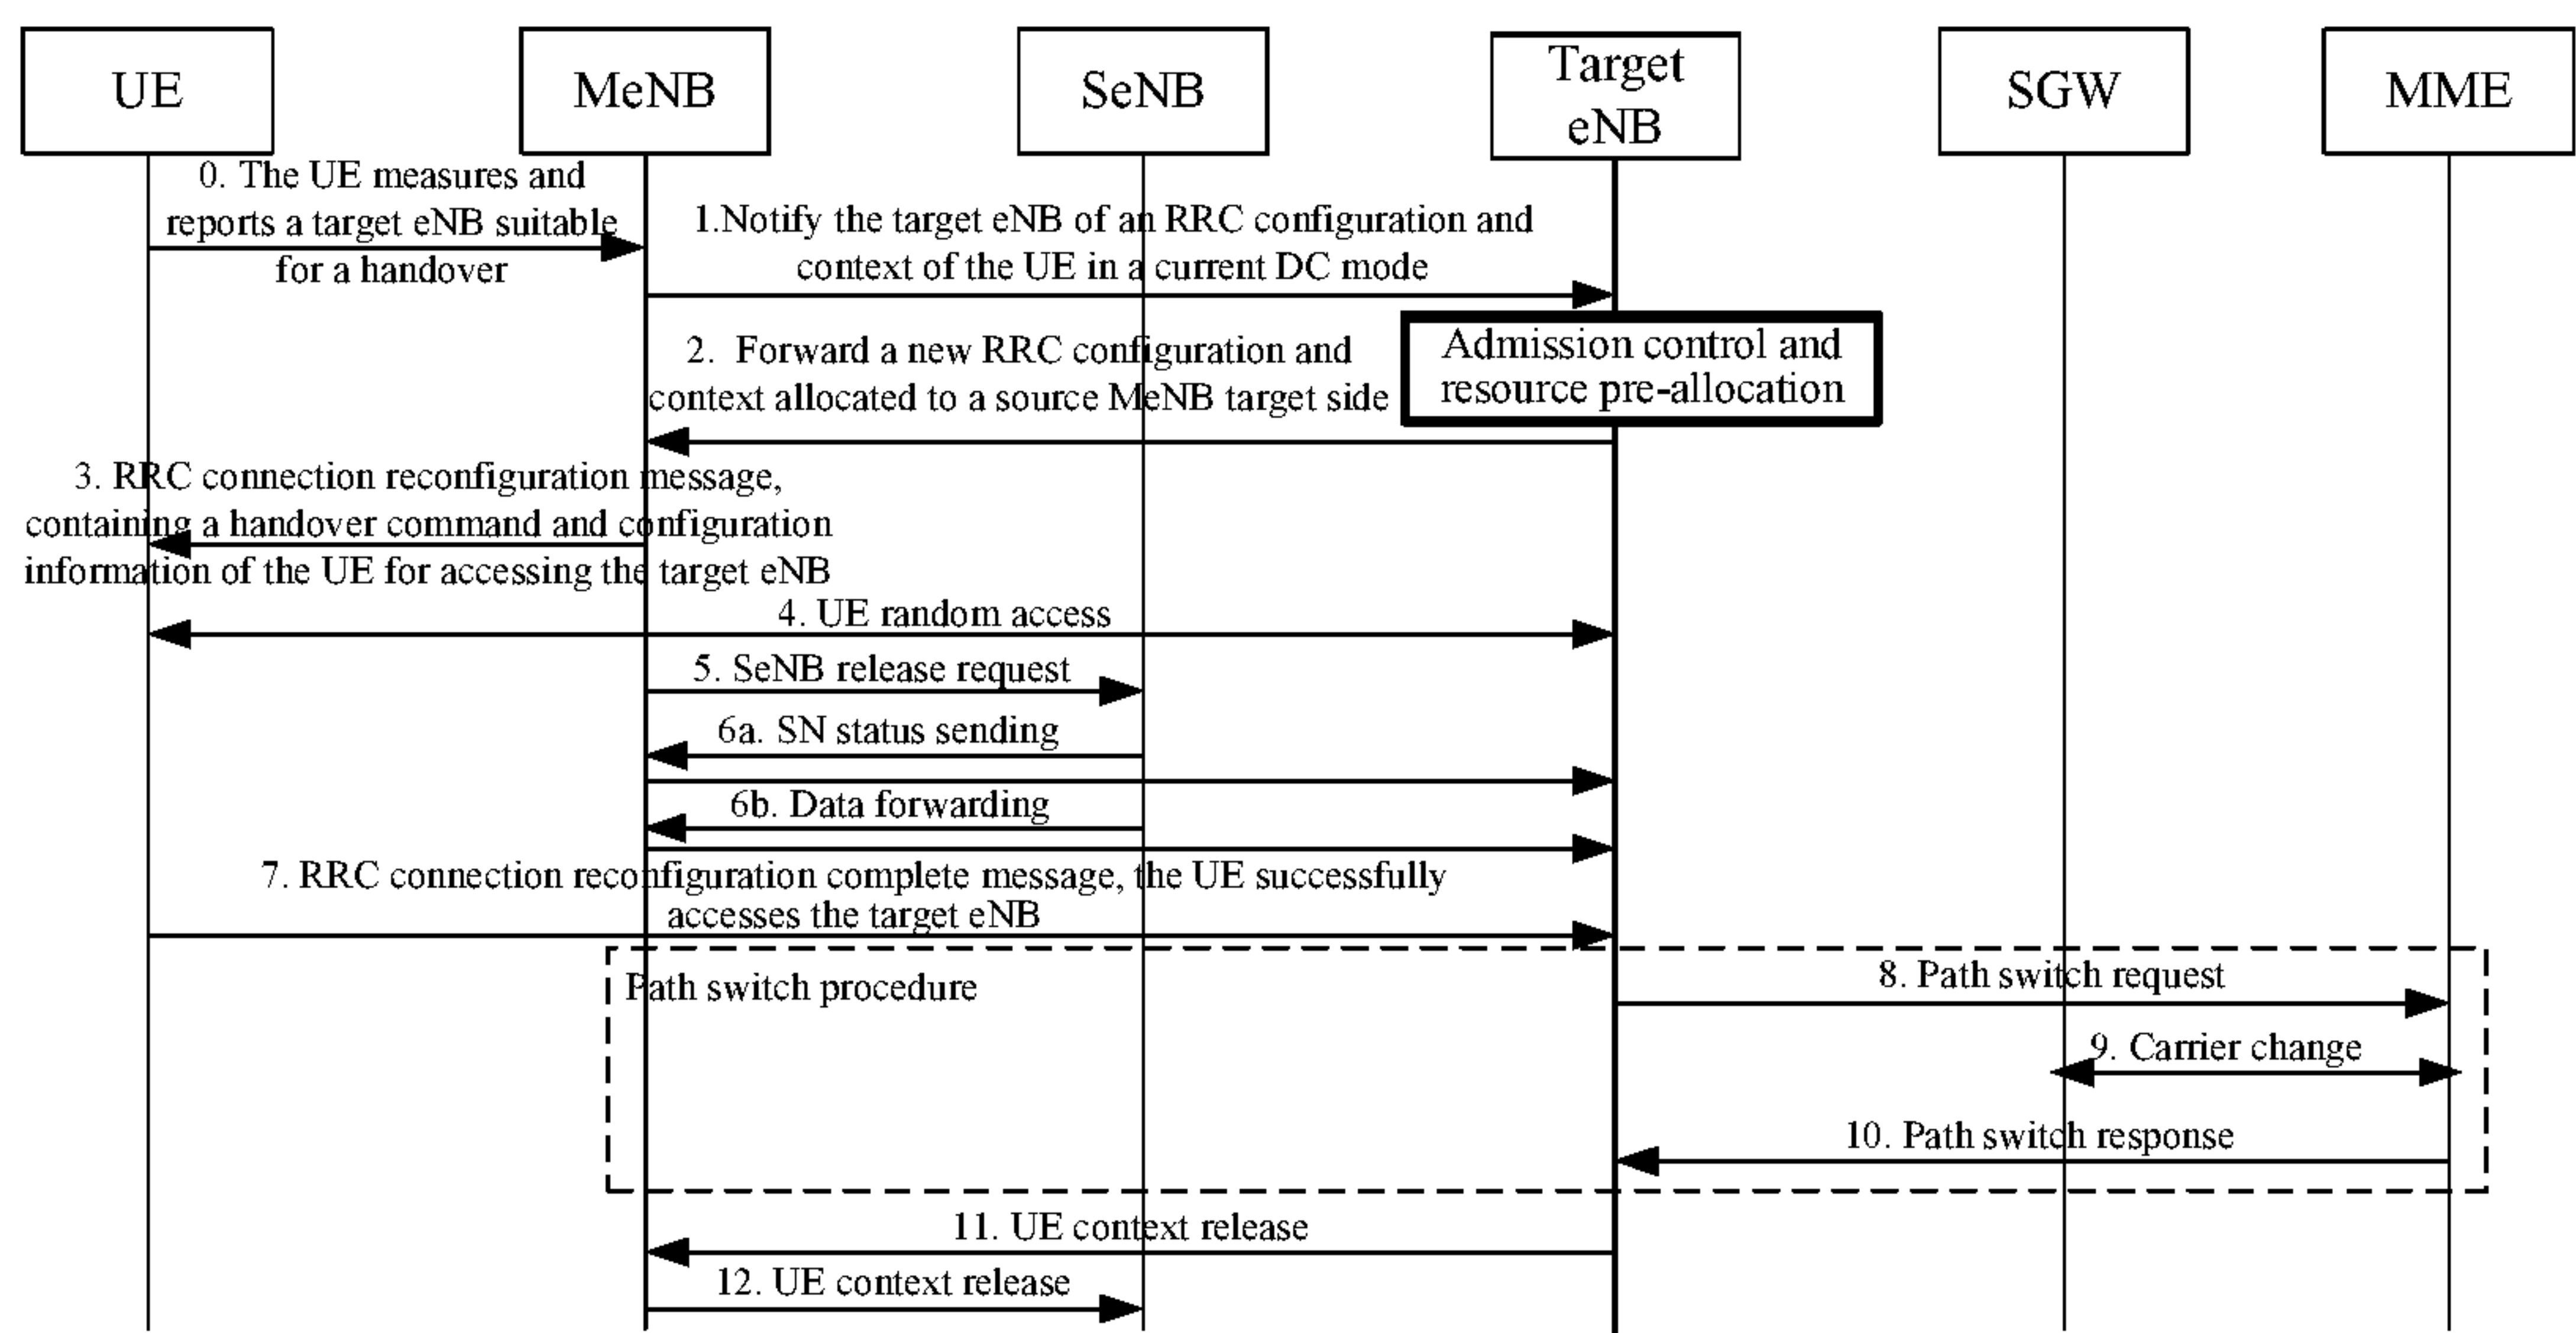 UE
MeNB
SeNB
Target
eNB
SGW
MME
0. The UE measures and
reports a target eNB suitable
for a handover
1.Notify the target eNB of an RRC configuration and
context of the UE in a current DC mode
2. Forward a new RRC configuration and
context allocated to a source MeNB target side
Admission control and
resource pre-allocation
3. RRC connection reconfiguration message,
containing a handover command and configuration
information of the UE for accessing the target eNB
4. UE random access
5. SeNB release request
6a. SN status sending
6b. Data forwarding
7. RRC connection reconfiguration complete message, the UE successfully
accesses the target eNB
Path switch procedure
8. Path switch request
9. Carrier change
10. Path switch response
11. UE context release
12. UE context release